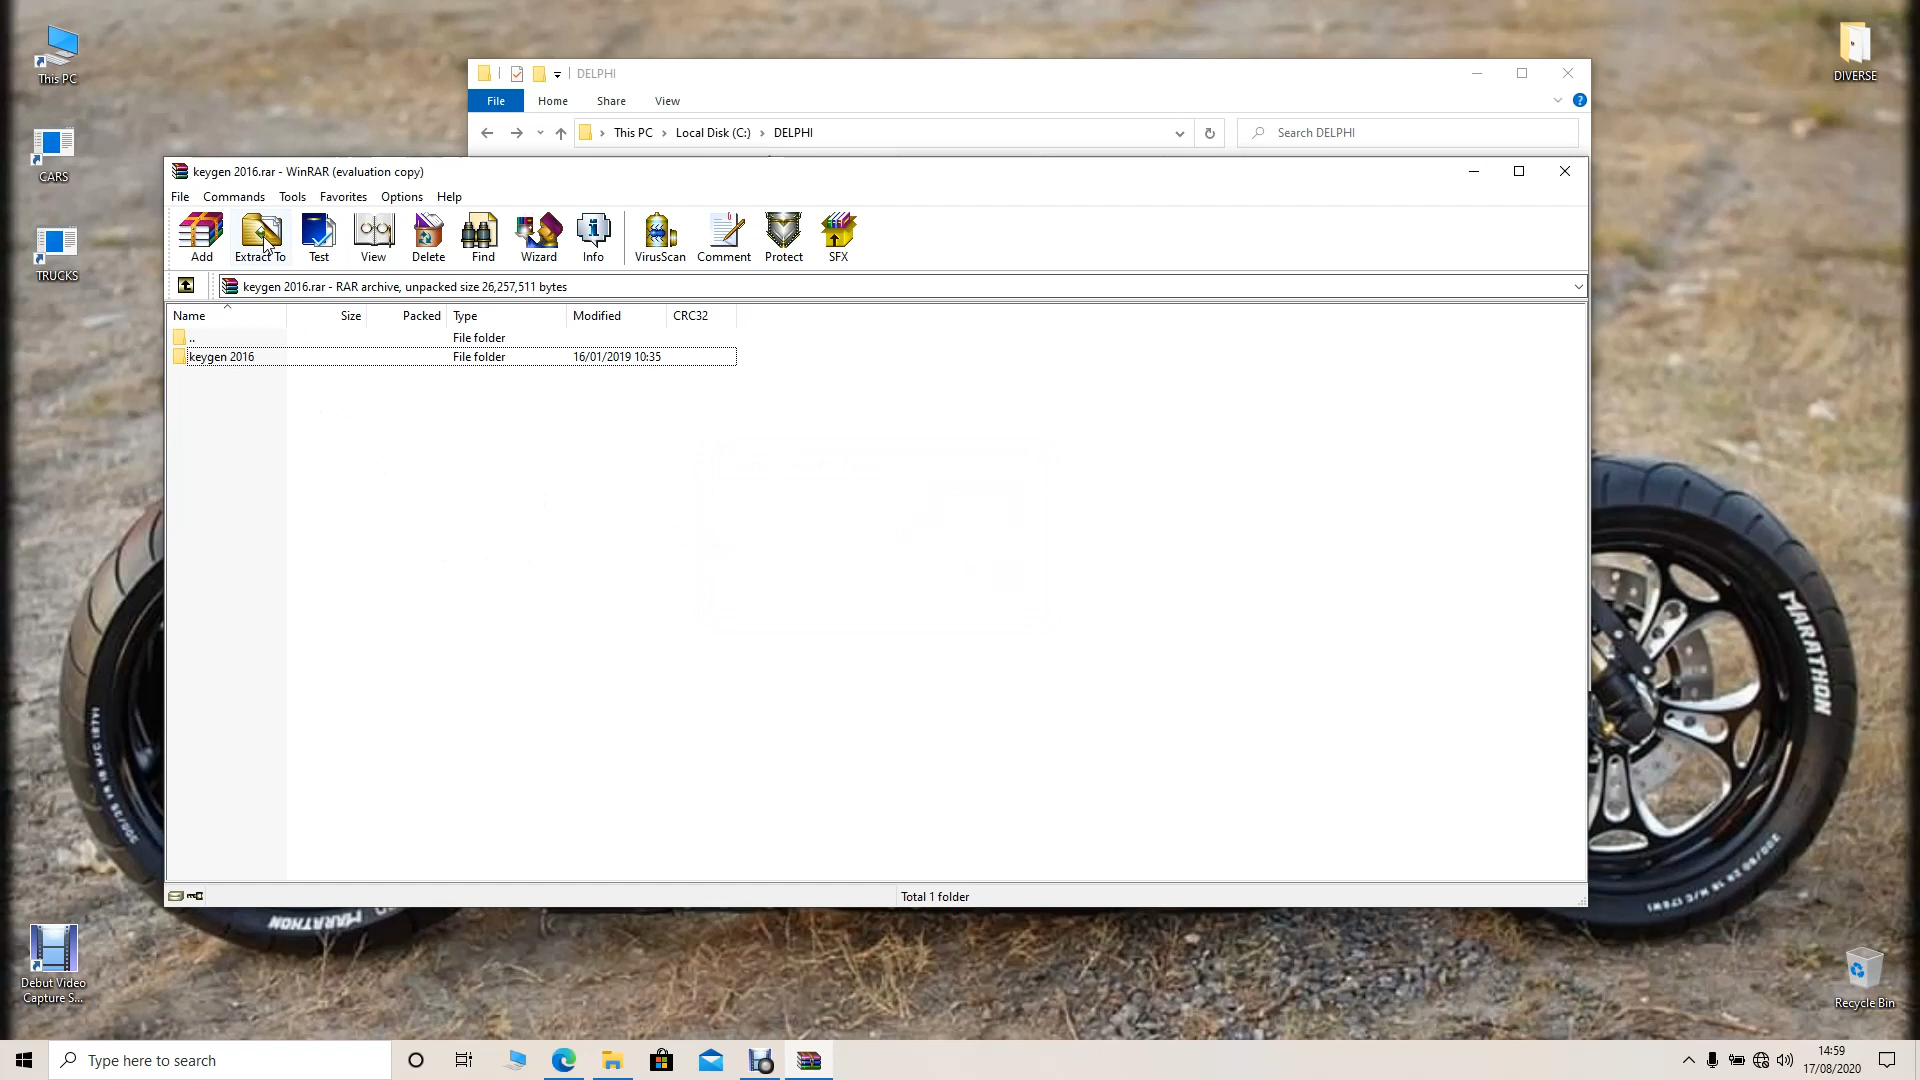 This PC
CARS
TRUCKS
Debut Video
Capture S...
DIVERSE
Recycle Bin
DELPHI
File Home Share View
This PC Local Disk (C:) DELPHI
Search DELPHI
keygen 2016.rar - WinRAR (evaluation copy)
File Commands Tools Favorites Options Help
Add Extract To Test View Delete Find Wizard Info VirusScan Comment Protect SFX
keygen 2016.rar - RAR archive, unpacked size 26,257,511 bytes
Name Size Packed Type Modified CRC32
.. File folder
keygen 2016 File folder 16/01/2019 10:35
Total 1 folder
MARATHON
MARATHON
Type here to search
14:59
17/08/2020